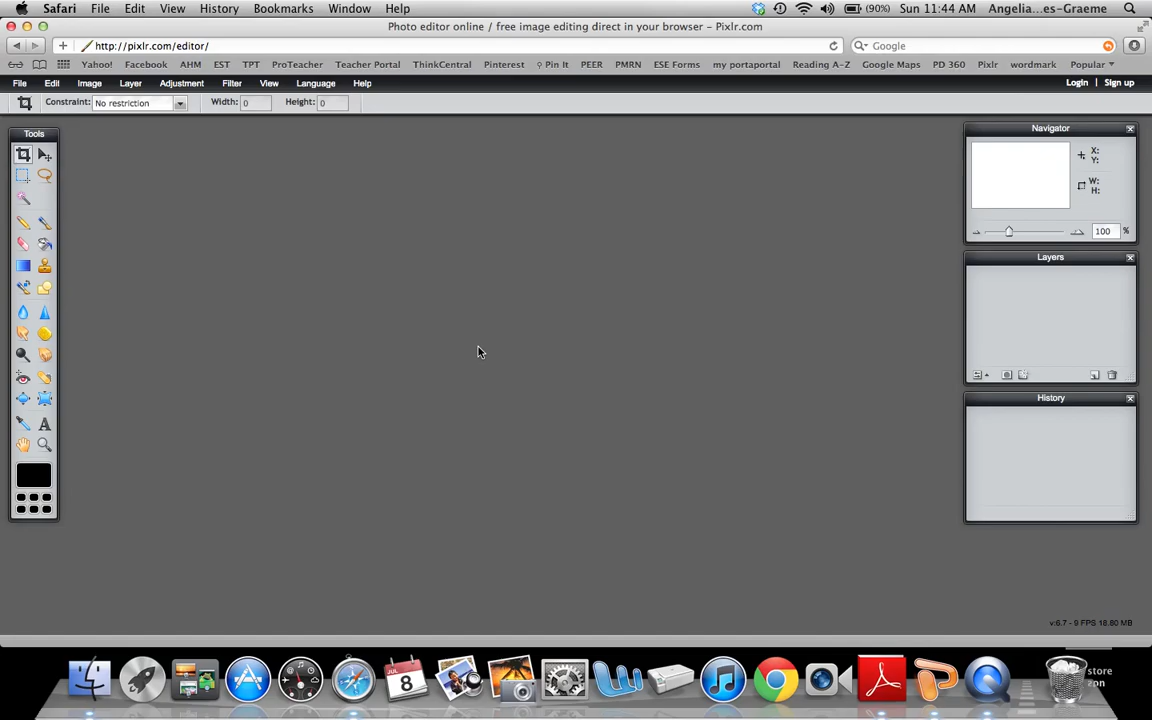 Safari File Edit View History Bookmarks Window Help (90%) Sun 11:44 AM Angelia...es-Graeme
Photo editor online / free image editing direct in your browser – Pixlr.com
http://pixlr.com/editor/ Google
Yahoo! Facebook AHM EST TPT ProTeacher Teacher Portal ThinkCentral Pinterest Pin It PEER PMRN ESE Forms my portaportal Reading A-Z Google Maps PD 360 Pixlr wordmark Popular
File Edit Image Layer Adjustment Filter View Language Help Login Sign up
Constraint: No restriction Width: 0 Height: 0
Tools
A
Navigator
X:
Y:
W:
H:
100 %
Layers
History
v:6.7 - 9 FPS 18.80 MB
JUL
8
store